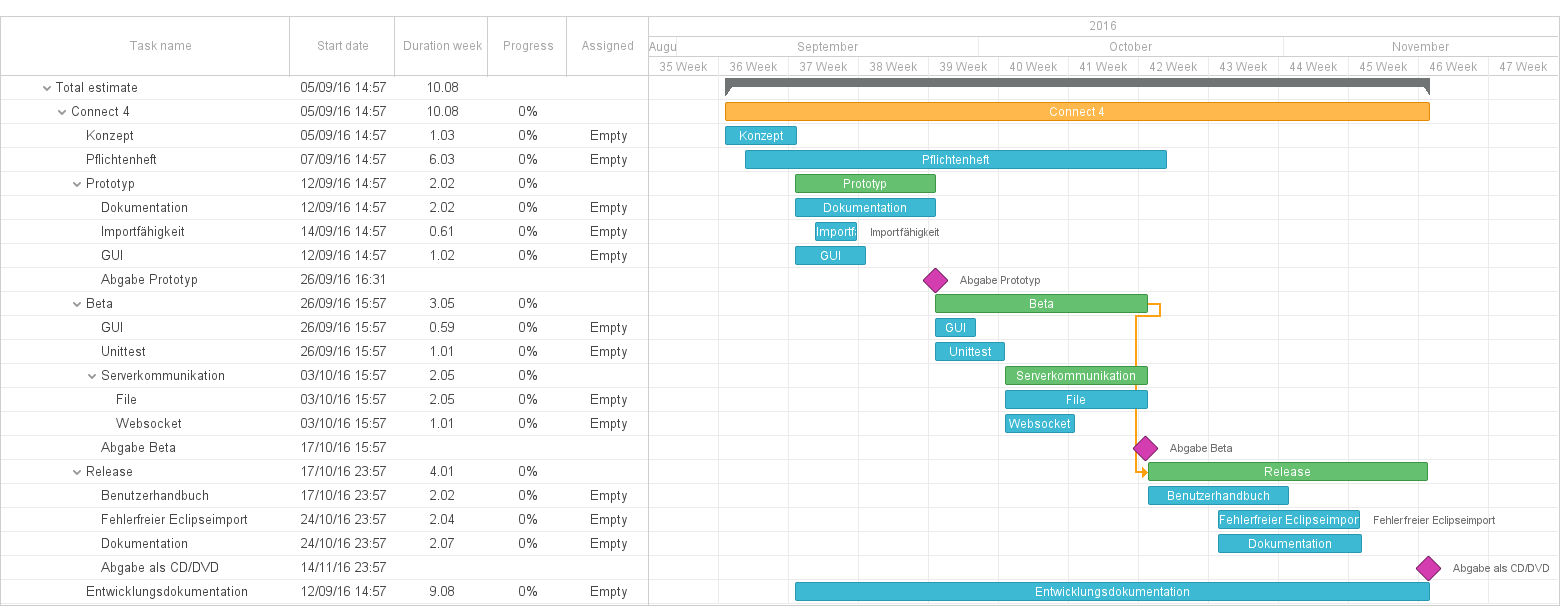 2016
Task name Start date Duration week Progress Assigned Augu September October November
35 Week 36 Week 37 Week 38 Week 39 Week 40 Week 41 Week 42 Week 43 Week 44 Week 45 Week 46 Week 47 Week
Total estimate 05/09/16 14:57 10.08
Connect 4 05/09/16 14:57 10.08 0% Connect 4
Konzept 05/09/16 14:57 1.03 0% Empty Konzept
Pflichtenheft 07/09/16 14:57 6.03 0% Empty Pflichtenheft
Prototyp 12/09/16 14:57 2.02 0% Prototyp
Dokumentation 12/09/16 14:57 2.02 0% Empty Dokumentation
Importfähigkeit 14/09/16 14:57 0.61 0% Empty Importfä Importfähigkeit
GUI 12/09/16 14:57 1.02 0% Empty GUI
Abgabe Prototyp 26/09/16 16:31 Abgabe Prototyp
Beta 26/09/16 15:57 3.05 0% Beta
GUI 26/09/16 15:57 0.59 0% Empty GUI
Unittest 26/09/16 15:57 1.01 0% Empty Unittest
Serverkommunikation 03/10/16 15:57 2.05 0% Serverkommunikation
File 03/10/16 15:57 2.05 0% Empty File
Websocket 03/10/16 15:57 1.01 0% Empty Websocket
Abgabe Beta 17/10/16 15:57 Abgabe Beta
Release 17/10/16 23:57 4.01 0% Release
Benutzerhandbuch 17/10/16 23:57 2.02 0% Empty Benutzerhandbuch
Fehlerfreier Eclipseimport 24/10/16 23:57 2.04 0% Empty Fehlerfreier Eclipseimpor Fehlerfreier Eclipseimport
Dokumentation 24/10/16 23:57 2.07 0% Empty Dokumentation
Abgabe als CD/DVD 14/11/16 23:57 Abgabe als CD/DVD
Entwicklungsdokumentation 12/09/16 14:57 9.08 0% Empty Entwicklungsdokumentation